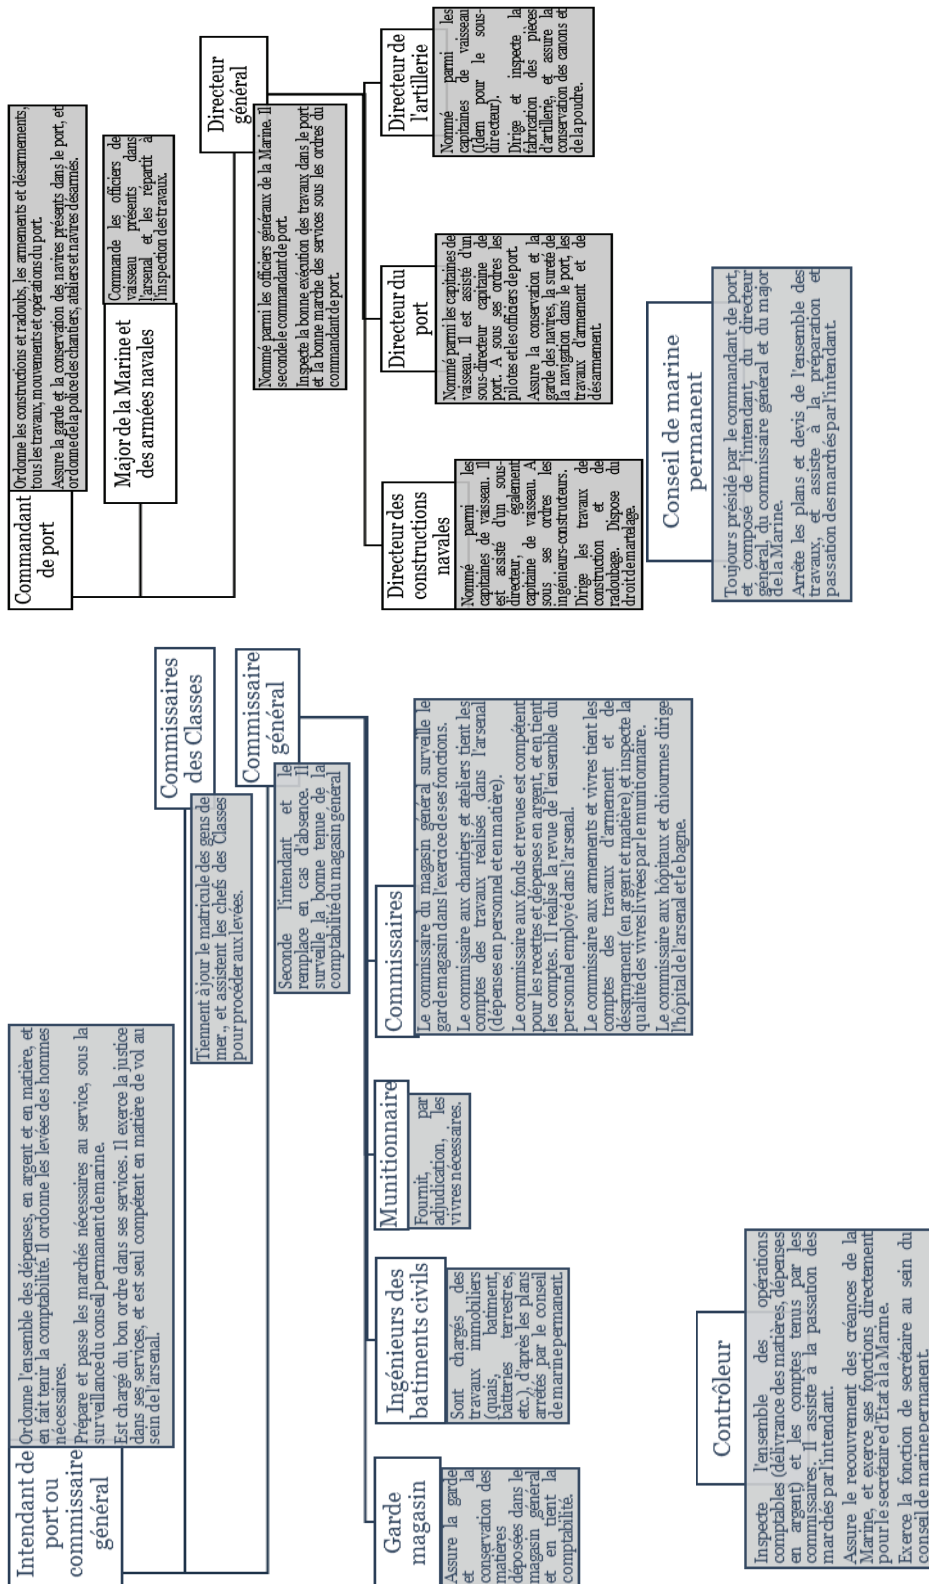 Intendant de
port ou
commissaire
général
Ordonne l'ensemble des dépenses, en argent et en matière, et
en fait tenir la comptabilité. Il ordonne les levées des hommes
nécessaires.
Prépare et passe les marchés nécessaires au service, sous la
surveillance du conseil permanent de marine.
Est chargé du bon ordre dans ses services. Il exerce la justice
dans ses services, et est seul compétent en matière de vol au
sein de l'arsenal.
Commissaires
des Classes
Tiennent à jour le matricule des gens de
mer, et assistent les chefs des Classes
pour procéder aux levées.
Commissaire
général
Seconde l'intendant et le
remplace en cas d'absence. Il
surveille la bonne tenue de la
comptabilité du magasin général
Garde
magasin
Assure la garde
et la
conservation des
matières
déposées dans le
magasin général
et en tient la
comptabilité.
Ingénieurs des
batiments civils
Sont chargés des
travaux immobiliers
(quais, batiment,
batteries terrestres,
etc.), d'après les plans
arrêtés par le conseil
de marine permanent.
Munitionnaire
Fournit, par
adjudication, les
vivres nécessaires.
Commissaires
Le commissaire du magasin général surveille le
garde magasin dans l'exercice de ses fonctions.
Le commissaire aux chantiers et ateliers tient les
comptes des travaux réalisés dans l'arsenal
(dépenses en personnel et en matière).
Le commissaire aux fonds et revues est compétent
pour les recettes et dépenses en argent, et en tient
les comptes. Il réalise la revue de l'ensemble du
personnel employé dans l'arsenal.
Le commissaire aux armements et vivres tient les
comptes des travaux d'armement et de
désarmement (en argent et matière) et inspecte la
qualité des vivres livrées par le munitionnaire.
Le commissaire aux hôpitaux et chiourmes dirige
l'hôpital de l'arsenal et le bagne.
Contrôleur
Inspecte l'ensemble des opérations
comptables (délivrance des matières, dépenses
en argent) et les comptes tenus par les
commissaires. Il assiste à la passation des
marchés par l'intendant.
Assure le recouvrement des créances de la
Marine, et exerce ses fonctions directement
pour le secrétaire d'Etat à la Marine.
Exerce la fonction de secrétaire au sein du
conseil de marine permanent.
Commandant
de port
Ordonne les constructions et radoubs, les armements et désarmements,
tous les travaux, mouvements et opérations du port.
Assure la garde et la conservation des navires présents dans le port, et
ordonne de la police des chantiers, ateliers et navires désarmés.
Major de la Marine et
des armées navales
Commande les officiers de
vaisseau présents dans
l'arsenal, et les répartit à
l'inspection des travaux.
Directeur
général
Nommé parmi les officiers généraux de la Marine. Il
seconde le commandant de port.
Inspecte la bonne exécution des travaux dans le port
et la bonne marche des services sous les ordres du
commandant de port.
Directeur des
constructions
navales
Nommé parmi les
capitaines de vaisseau. Il
est assisté d'un sous-
directeur, également
capitaine de vaisseau. A
sous ses ordres les
ingénieurs-constructeurs.
Dirige les travaux de
construction et de
radoubage. Dispose du
droit de martelage.
Directeur du
port
Nommé parmi les capitaines de
vaisseau. Il est assisté d'un
sous-directeur capitaine de
port. A sous ses ordres les
pilotes et les officiers de port.
Assure la conservation et la
garde des navires, la sureté de
la navigation dans le port, les
travaux d'armement et de
désarmement.
Directeur de
l'artillerie
Nommé parmi les
capitaines de vaisseau
(Idem pour le sous-
directeur).
Dirige et inspecte la
fabrication des pièces
d'artillerie, et assure la
conservation des canons et
de la poudre.
Conseil de marine
permanent
Toujours présidé par le commandant de port,
et composé de l'intendant, du directeur
général, du commissaire général et du major
de la Marine.
Arrête les plans et devis de l'ensemble des
travaux, et assiste à la préparation et
passation des marchés par l'intendant.